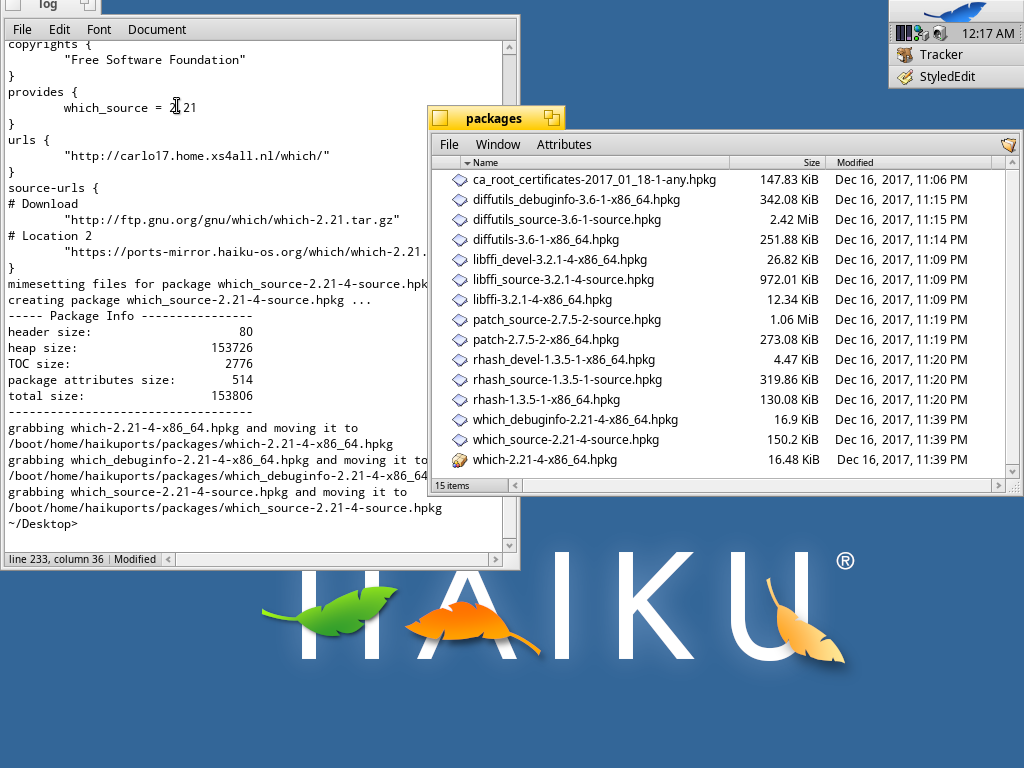 log
File Edit Font Document
copyrights {
"Free Software Foundation"
}
provides {
which_source = 2.21
}
urls {
"http://carlo17.home.xs4all.nl/which/"
}
source-urls {
# Download
"http://ftp.gnu.org/gnu/which/which-2.21.tar.gz"
# Location 2
"https://ports-mirror.haiku-os.org/which/which-2.21.
}
mimesetting files for package which_source-2.21-4-source.hpk
creating package which_source-2.21-4-source.hpkg ...
----- Package Info ----------------
header size: 80
heap size: 153726
TOC size: 2776
package attributes size: 514
total size: 153806
-----------------------------------
grabbing which-2.21-4-x86_64.hpkg and moving it to
/boot/home/haikuports/packages/which-2.21-4-x86_64.hpkg
grabbing which_debuginfo-2.21-4-x86_64.hpkg and moving it to
/boot/home/haikuports/packages/which_debuginfo-2.21-4-x86_64
grabbing which_source-2.21-4-source.hpkg and moving it to
/boot/home/haikuports/packages/which_source-2.21-4-source.hpkg
~/Desktop>
line 233, column 36 Modified
12:17 AM
Tracker
StyledEdit
packages
File Window Attributes
Name Size Modified
ca_root_certificates-2017_01_18-1-any.hpkg 147.83 KiB Dec 16, 2017, 11:06 PM
diffutils_debuginfo-3.6-1-x86_64.hpkg 342.08 KiB Dec 16, 2017, 11:15 PM
diffutils_source-3.6-1-source.hpkg 2.42 MiB Dec 16, 2017, 11:15 PM
diffutils-3.6-1-x86_64.hpkg 251.88 KiB Dec 16, 2017, 11:14 PM
libffi_devel-3.2.1-4-x86_64.hpkg 26.82 KiB Dec 16, 2017, 11:09 PM
libffi_source-3.2.1-4-source.hpkg 972.01 KiB Dec 16, 2017, 11:09 PM
libffi-3.2.1-4-x86_64.hpkg 12.34 KiB Dec 16, 2017, 11:09 PM
patch_source-2.7.5-2-source.hpkg 1.06 MiB Dec 16, 2017, 11:19 PM
patch-2.7.5-2-x86_64.hpkg 273.08 KiB Dec 16, 2017, 11:19 PM
rhash_devel-1.3.5-1-x86_64.hpkg 4.47 KiB Dec 16, 2017, 11:20 PM
rhash_source-1.3.5-1-source.hpkg 319.86 KiB Dec 16, 2017, 11:20 PM
rhash-1.3.5-1-x86_64.hpkg 130.08 KiB Dec 16, 2017, 11:20 PM
which_debuginfo-2.21-4-x86_64.hpkg 16.9 KiB Dec 16, 2017, 11:39 PM
which_source-2.21-4-source.hpkg 150.2 KiB Dec 16, 2017, 11:39 PM
which-2.21-4-x86_64.hpkg 16.48 KiB Dec 16, 2017, 11:39 PM
15 items
HAIKU®